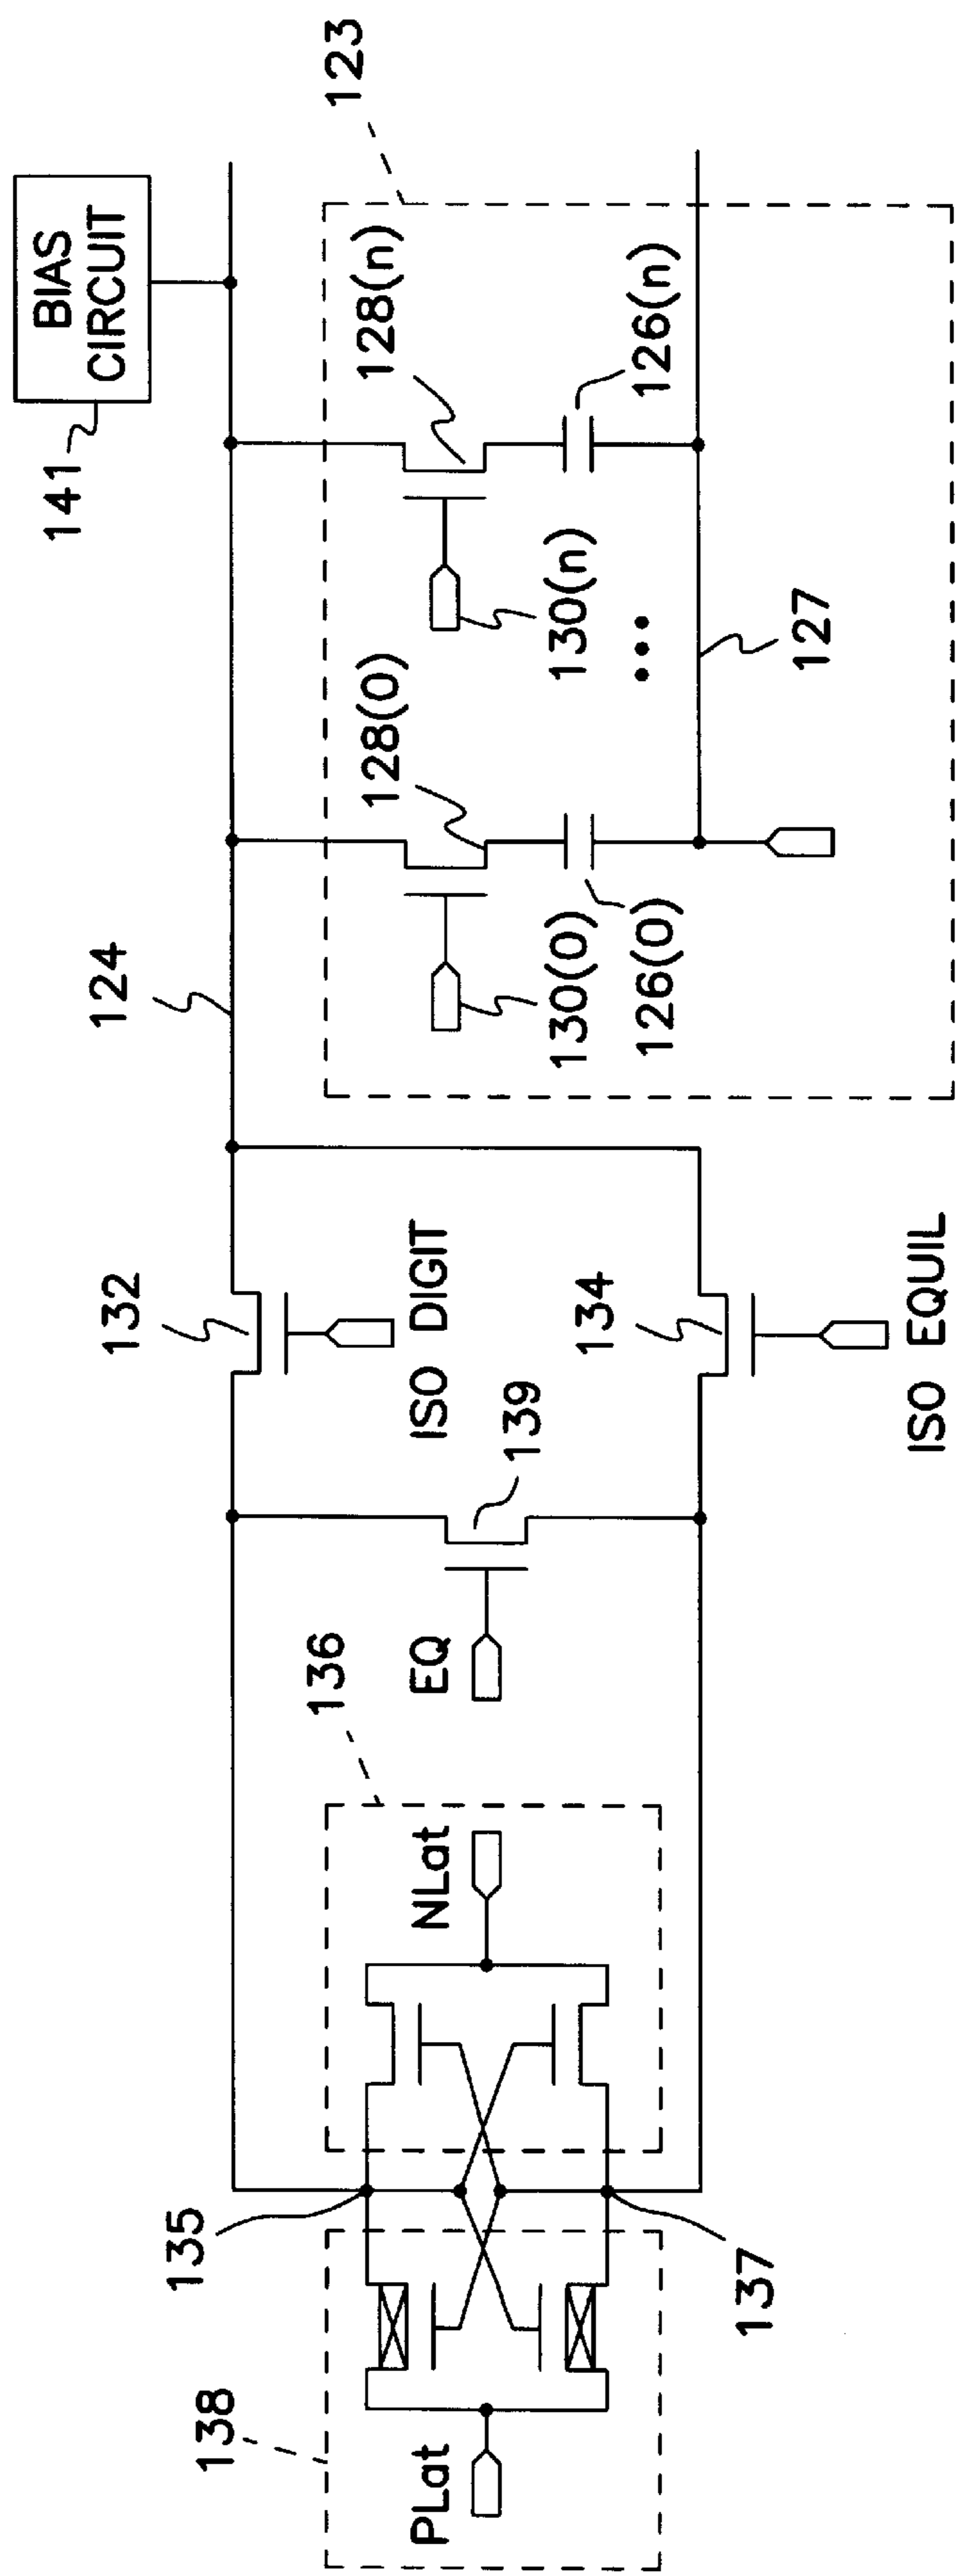 BIAS
CIRCUIT
141
123
128(n)
126(n)
130(n)
127
128(0)
130(0)
126(0)
124
132
ISO DIGIT
134
ISO EQUIL
139
EQ
136
NLat
135
137
138
PLat